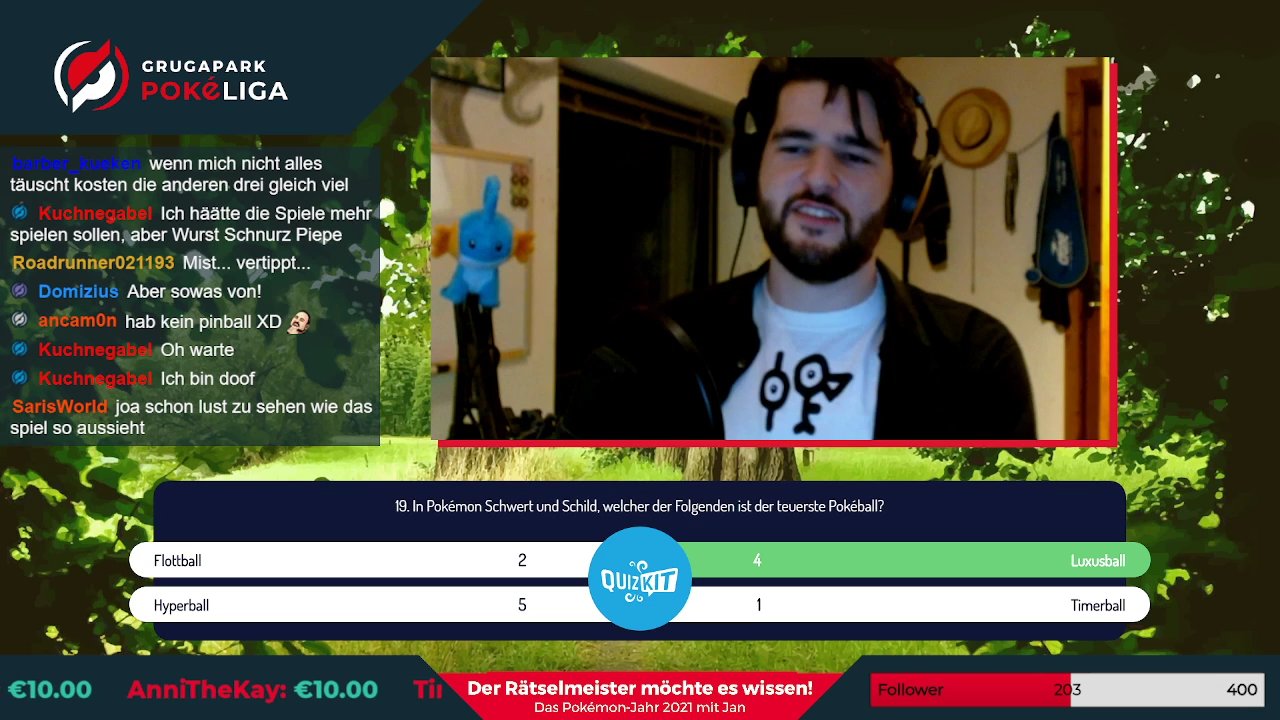 GRUGAPARK
POKéLIGA
berber_kueken wenn mich nicht alles
täuscht kosten die anderen drei gleich viel
Kuchnegabel Ich häätte die Spiele mehr
spielen sollen, aber Wurst Schnurz Piepe
Roadrunner021193 Mist... vertippt...
Domizius Aber sowas von!
ancam0n hab kein pinball XD
Kuchnegabel Oh warte
Kuchnegabel Ich bin doof
SarisWorld joa schon lust zu sehen wie das
spiel so aussieht
19. In Pokémon Schwert und Schild, welcher der Folgenden ist der teuerste Pokéball?
Flottball 2 4 Luxusball
QUIZKIT
Hyperball 5 1 Timerball
€10.00 AnniTheKay: €10.00
Der Rätselmeister möchte es wissen!
Das Pokémon-Jahr 2021 mit Jan
Follower 203 400